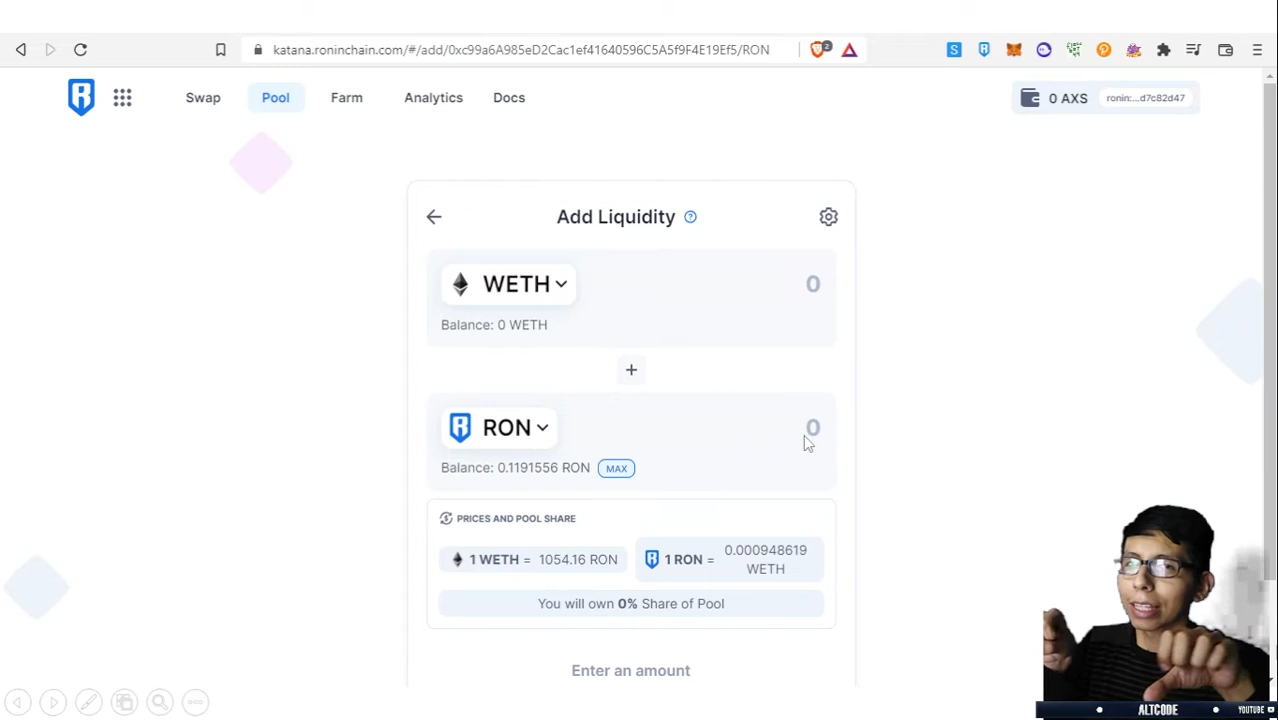 katana.roninchain.com/#/add/0xc99a6A985eD2Cac1ef41640596C5A5f9F4E19Ef5/RON
2
Swap Pool Farm Analytics Docs
0 AXS ronin:...d7c82d47
Add Liquidity ?
WETH 0
Balance: 0 WETH
+
RON 0
Balance: 0.1191556 RON MAX
PRICES AND POOL SHARE
1 WETH = 1054.16 RON
1 RON = 0.000948619
WETH
You will own 0% Share of Pool
Enter an amount
ALTCODE YOUTUBE